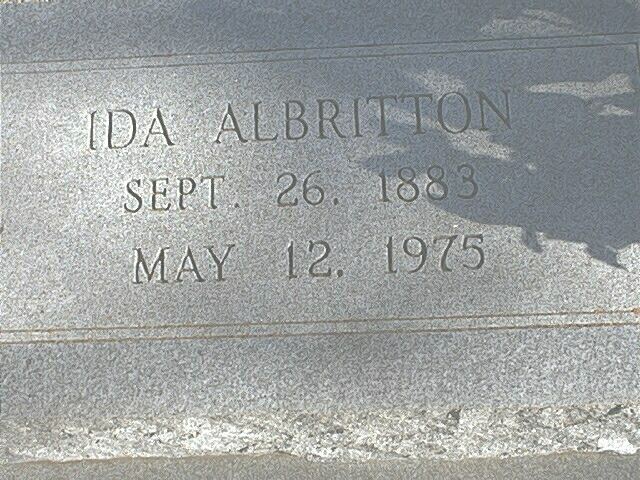 IDA ALBRITTON
SEPT. 26, 1883
MAY 12, 1975